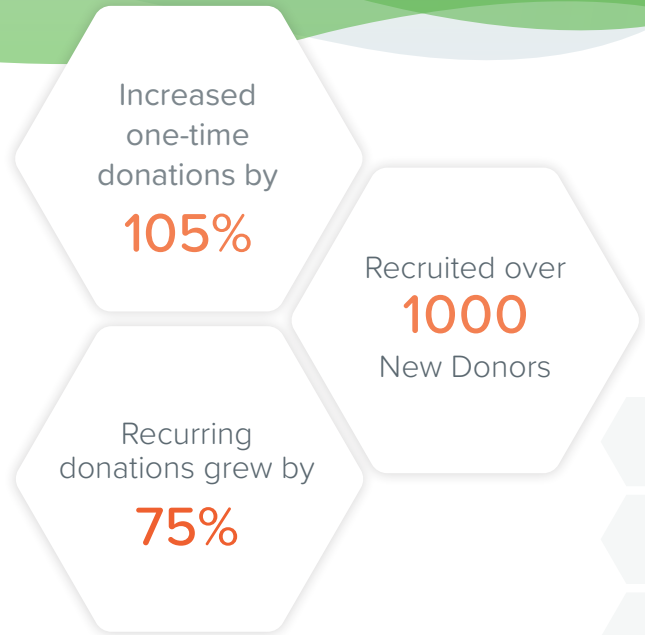 Increased
one-time
donations by
105%
Recruited over
1000
New Donors
Recurring
donations grew by
75%